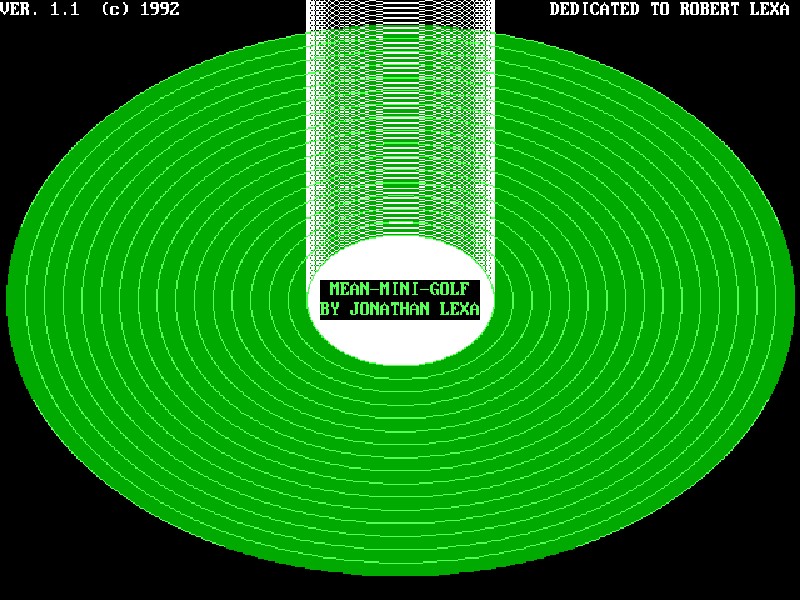 VER. 1.1  (c) 1992
DEDICATED TO ROBERT LEXA
MEAN-MINI-GOLF
BY JONATHAN LEXA